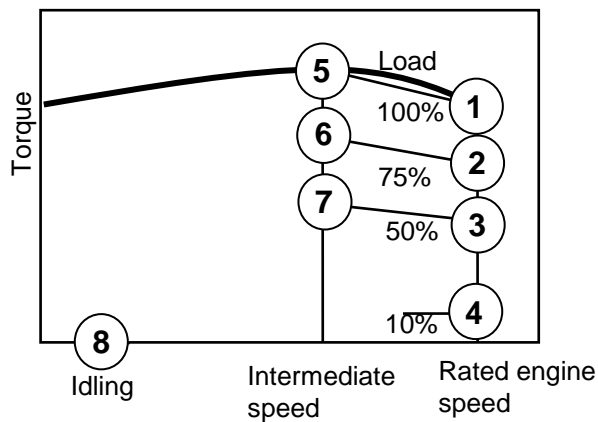 Torque
Load
5
1
100%
6
2
75%
7
3
50%
4
10%
8
Idling
Intermediate
speed
Rated engine
speed